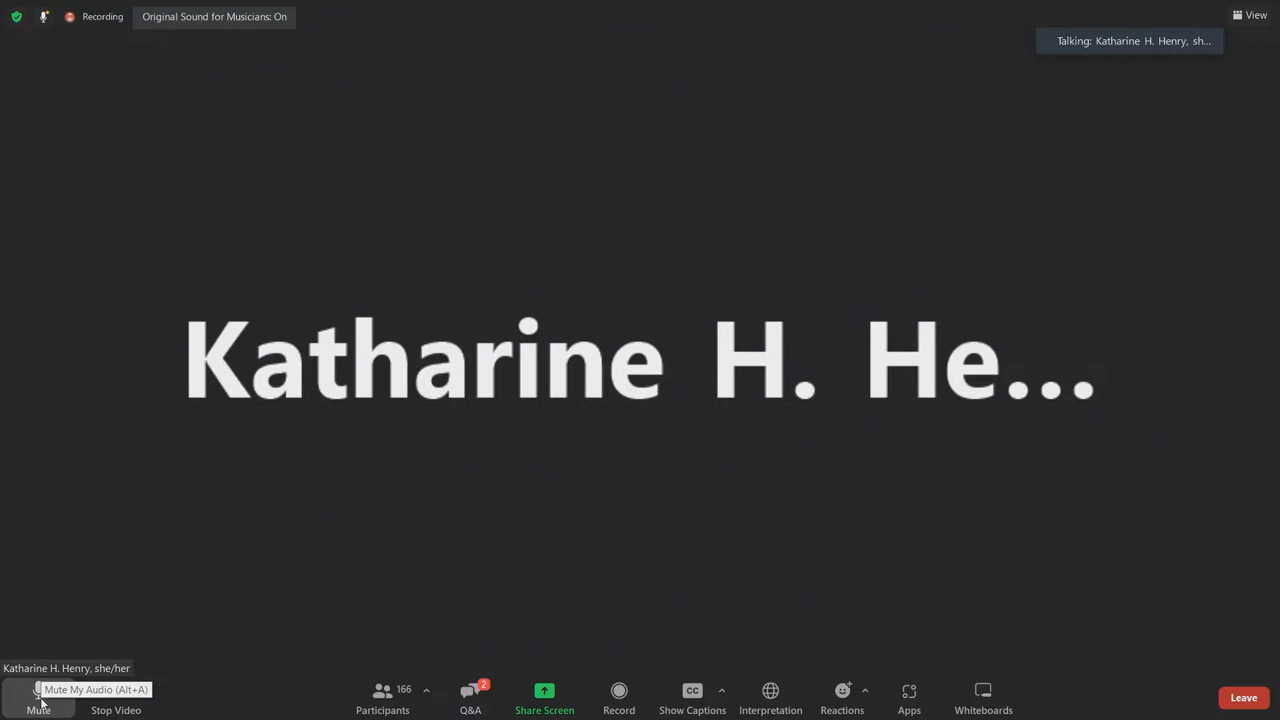 Recording
Original Sound for Musicians: On
View
Talking: Katharine H. Henry, sh...
Katharine H. He...
Katharine H. Henry, she/her
Mute My Audio (Alt+A)
Mute
Stop Video
166
Participants
2
Q&A
Share Screen
Record
CC
Show Captions
Interpretation
Reactions
Apps
Whiteboards
Leave